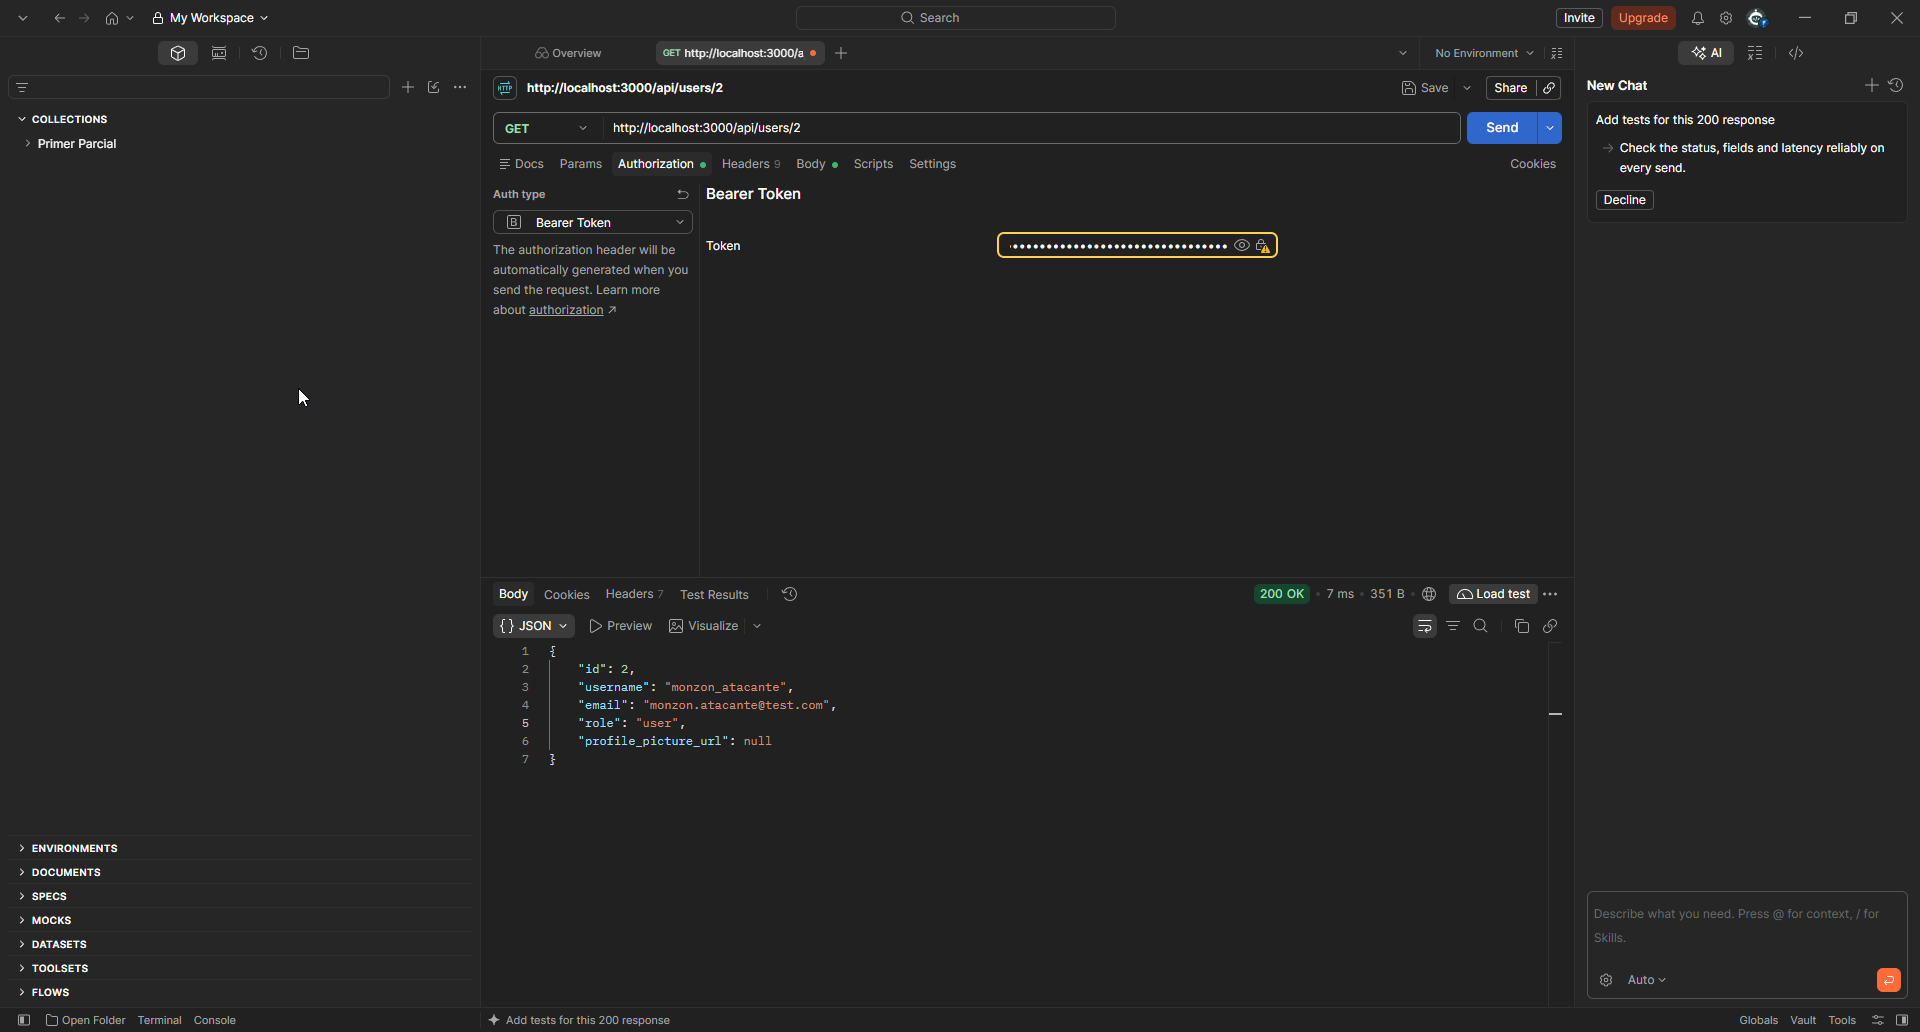 My Workspace
Search
Invite
Upgrade
Overview
GET http://localhost:3000/a
No Environment
AI
HTTP
http://localhost:3000/api/users/2
Save
Share
New Chat
COLLECTIONS
Primer Parcial
GET
http://localhost:3000/api/users/2
Send
Add tests for this 200 response
Check the status, fields and latency reliably on
every send.
Decline
Docs
Params
Authorization
Headers 9
Body
Scripts
Settings
Cookies
Auth type
Bearer Token
B Bearer Token
The authorization header will be
automatically generated when you
send the request. Learn more
about authorization ↗
Token
Body
Cookies
Headers 7
Test Results
200 OK • 7 ms • 351 B
Load test
{} JSON
Preview
Visualize
1 {
2 "id": 2,
3 "username": "monzon_atacante",
4 "email": "monzon.atacante@test.com",
5 "role": "user",
6 "profile_picture_url": null
7 }
ENVIRONMENTS
DOCUMENTS
SPECS
MOCKS
DATASETS
TOOLSETS
FLOWS
Describe what you need. Press @ for context, / for
Skills.
Auto
Open Folder
Terminal
Console
Add tests for this 200 response
Globals
Vault
Tools